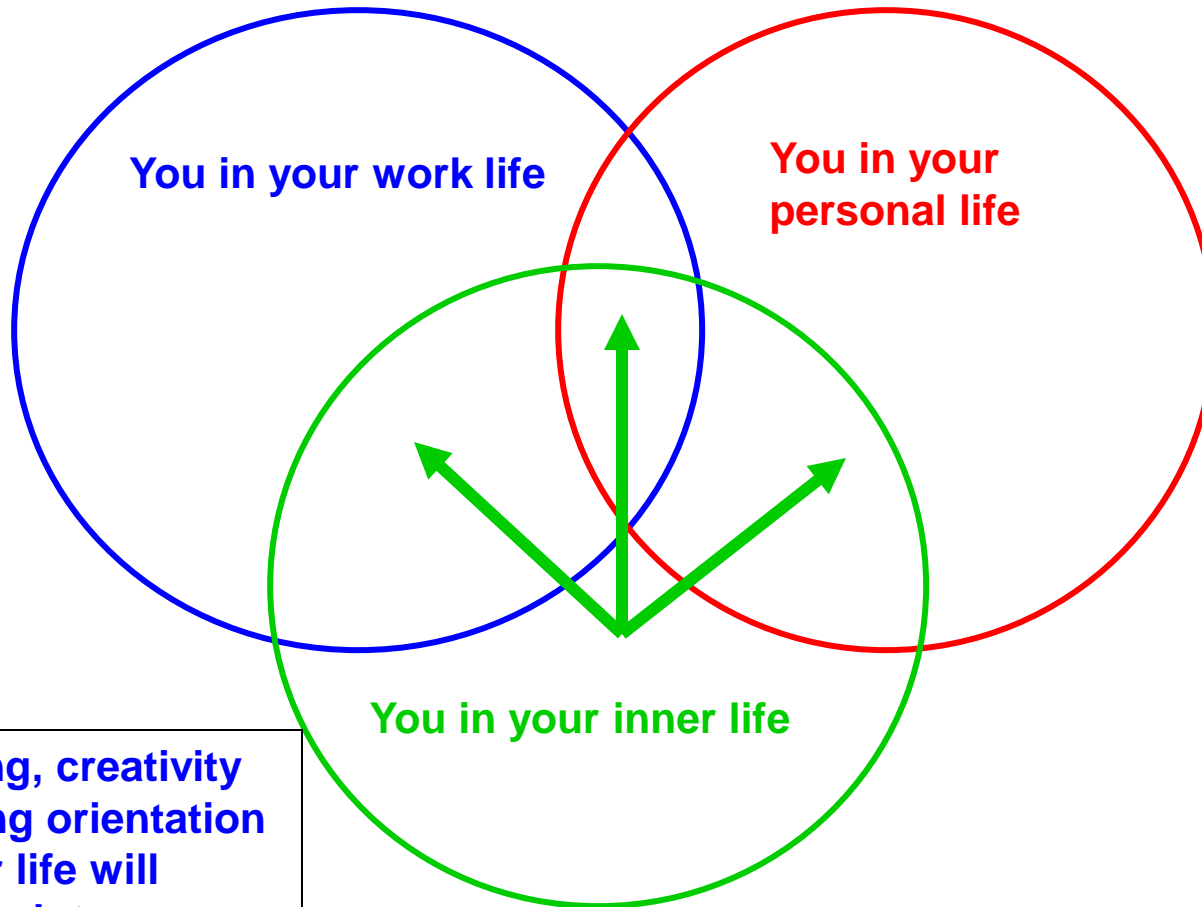 You in your work life
You in your
personal life
You in your inner life
creativity
orientation
life will